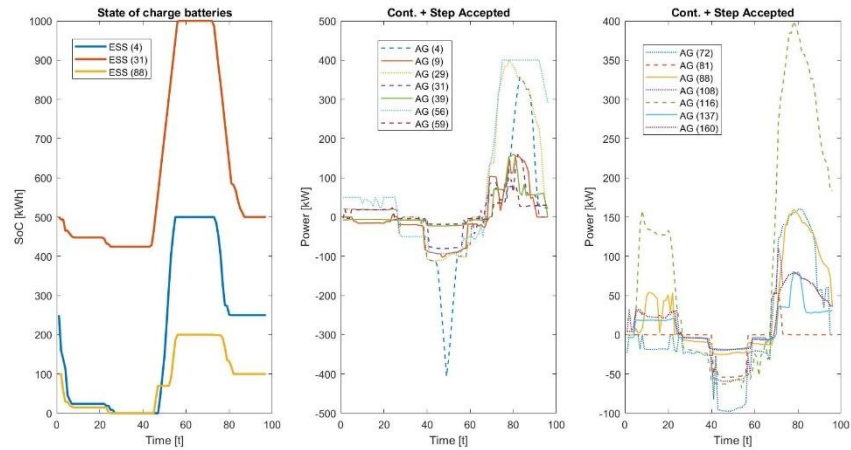 State of charge batteries
1000
900
800
700
600
500
400
300
200
100
0
SoC [kWh]
0 20 40 60 80 100
Time [t]
ESS (4)
ESS (31)
ESS (88)
Cont. + Step Accepted
500
400
300
200
100
0
-100
-200
-300
-400
-500
Power [kW]
0 20 40 60 80 100
Time [t]
AG (4)
AG (9)
AG (29)
AG (31)
AG (39)
AG (56)
AG (59)
Cont. + Step Accepted
400
350
300
250
200
150
100
50
0
-50
-100
Power [kW]
0 20 40 60 80 100
Time [t]
AG (72)
AG (81)
AG (88)
AG (108)
AG (116)
AG (137)
AG (160)